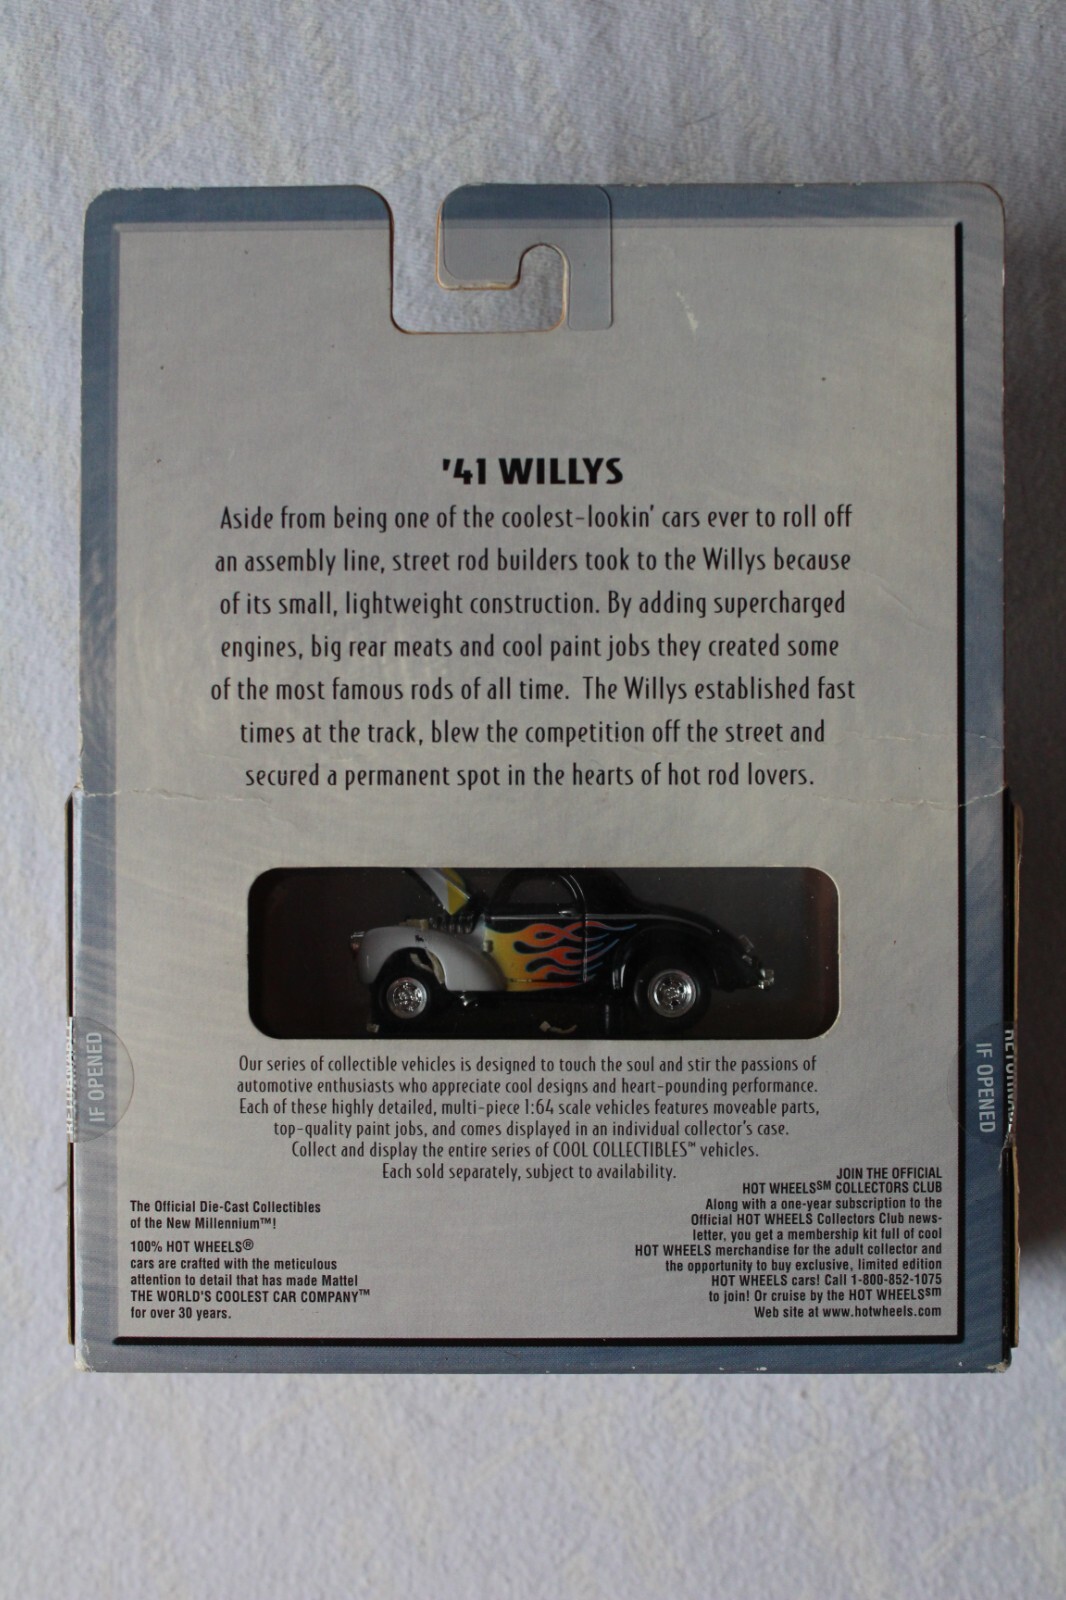 '41 WILLYS
Aside from being one of the coolest-lookin' cars ever to roll off
an assembly line, street rod builders took to the Willys because
of its small, lightweight construction. By adding supercharged
engines, big rear meats and cool paint jobs they created some
of the most famous rods of all time. The Willys established fast
times at the track, blew the competition off the street and
secured a permanent spot in the hearts of hot rod lovers.
IF OPENED
IF OPENED
Our series of collectible vehicles is designed to touch the soul and stir the passions of
automotive enthusiasts who appreciate cool designs and heart-pounding performance.
Each of these highly detailed, multi-piece 1:64 scale vehicles features moveable parts,
top-quality paint jobs, and comes displayed in an individual collector's case.
Collect and display the entire series of COOL COLLECTIBLES™ vehicles.
Each sold separately, subject to availability.
The Official Die-Cast Collectibles
of the New Millennium™!
100% HOT WHEELS®
cars are crafted with the meticulous
attention to detail that has made Mattel
THE WORLD'S COOLEST CAR COMPANY™
for over 30 years.
JOIN THE OFFICIAL
HOT WHEELS℠ COLLECTORS CLUB
Along with a one-year subscription to the
Official HOT WHEELS Collectors Club news-
letter, you get a membership kit full of cool
HOT WHEELS merchandise for the adult collector and
the opportunity to buy exclusive, limited edition
HOT WHEELS cars! Call 1-800-852-1075
to join! Or cruise by the HOT WHEELS℠
Web site at www.hotwheels.com